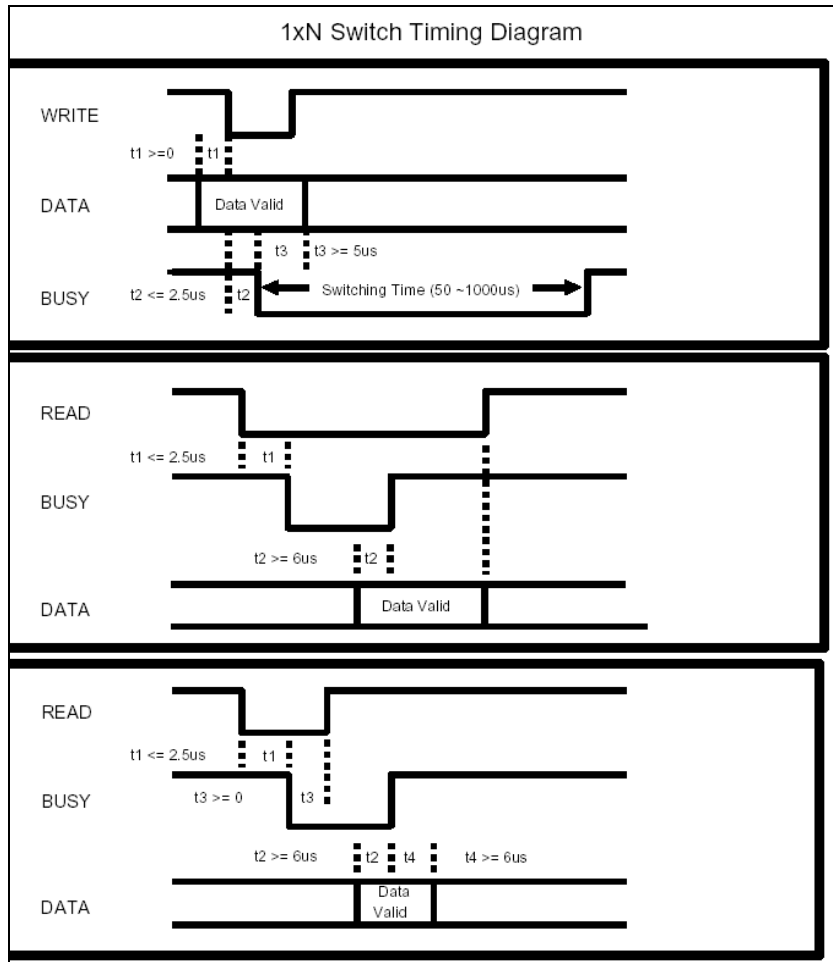 1xN Switch Timing Diagram
WRITE
t1 >=0 t1
DATA Data Valid
t3 t3 >= 5us
BUSY t2 <= 2.5us t2 Switching Time (50 ~1000us)
READ
t1 <= 2.5us t1
BUSY
t2 >= 6us t2
DATA Data Valid
READ
t1 <= 2.5us t1
BUSY t3 >= 0 t3
t2 >= 6us t2 t4 t4 >= 6us
DATA Data
Valid